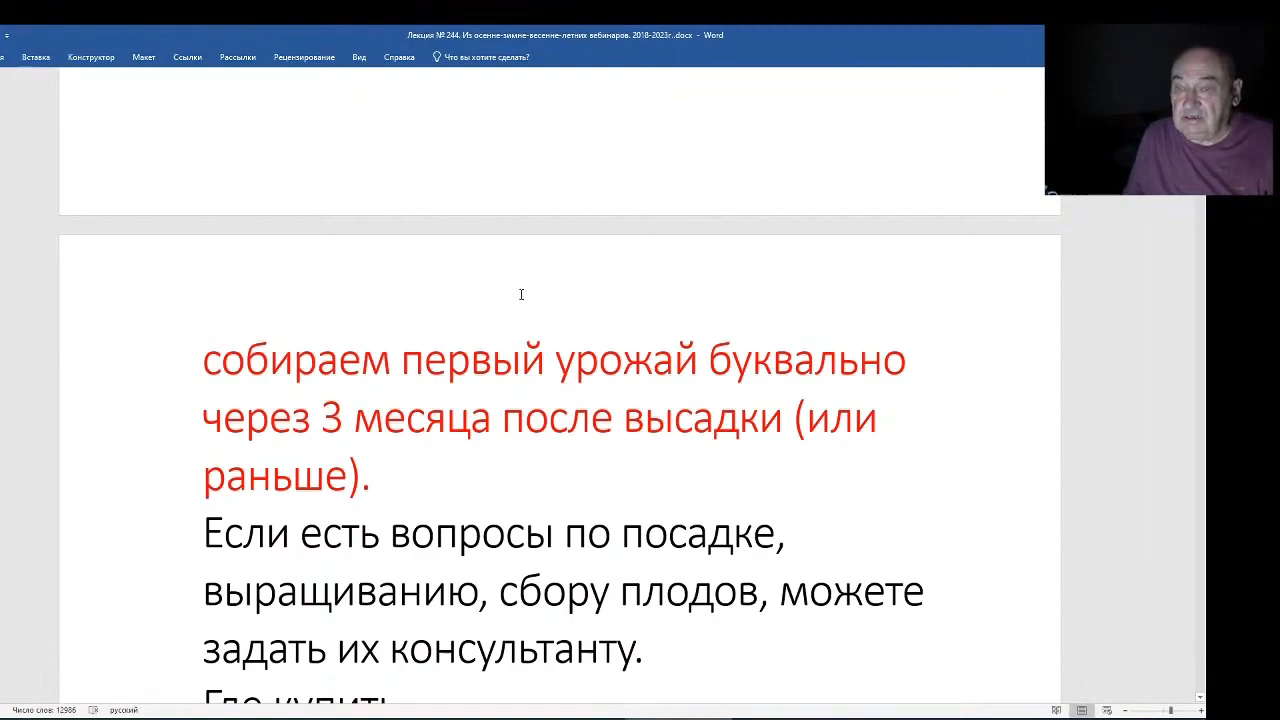 Лекция № 244. Из осенне-зимне-весенне-летних вебинаров. 2018-2023г..docx - Word
я Вставка Конструктор Макет Ссылки Рассылки Рецензирование Вид Справка Что вы хотите сделать?
собираем первый урожай буквально
через 3 месяца после высадки (или
раньше).
Если есть вопросы по посадке,
выращиванию, сбору плодов, можете
задать их консультанту.
Где купить
Число слов: 12986 русский